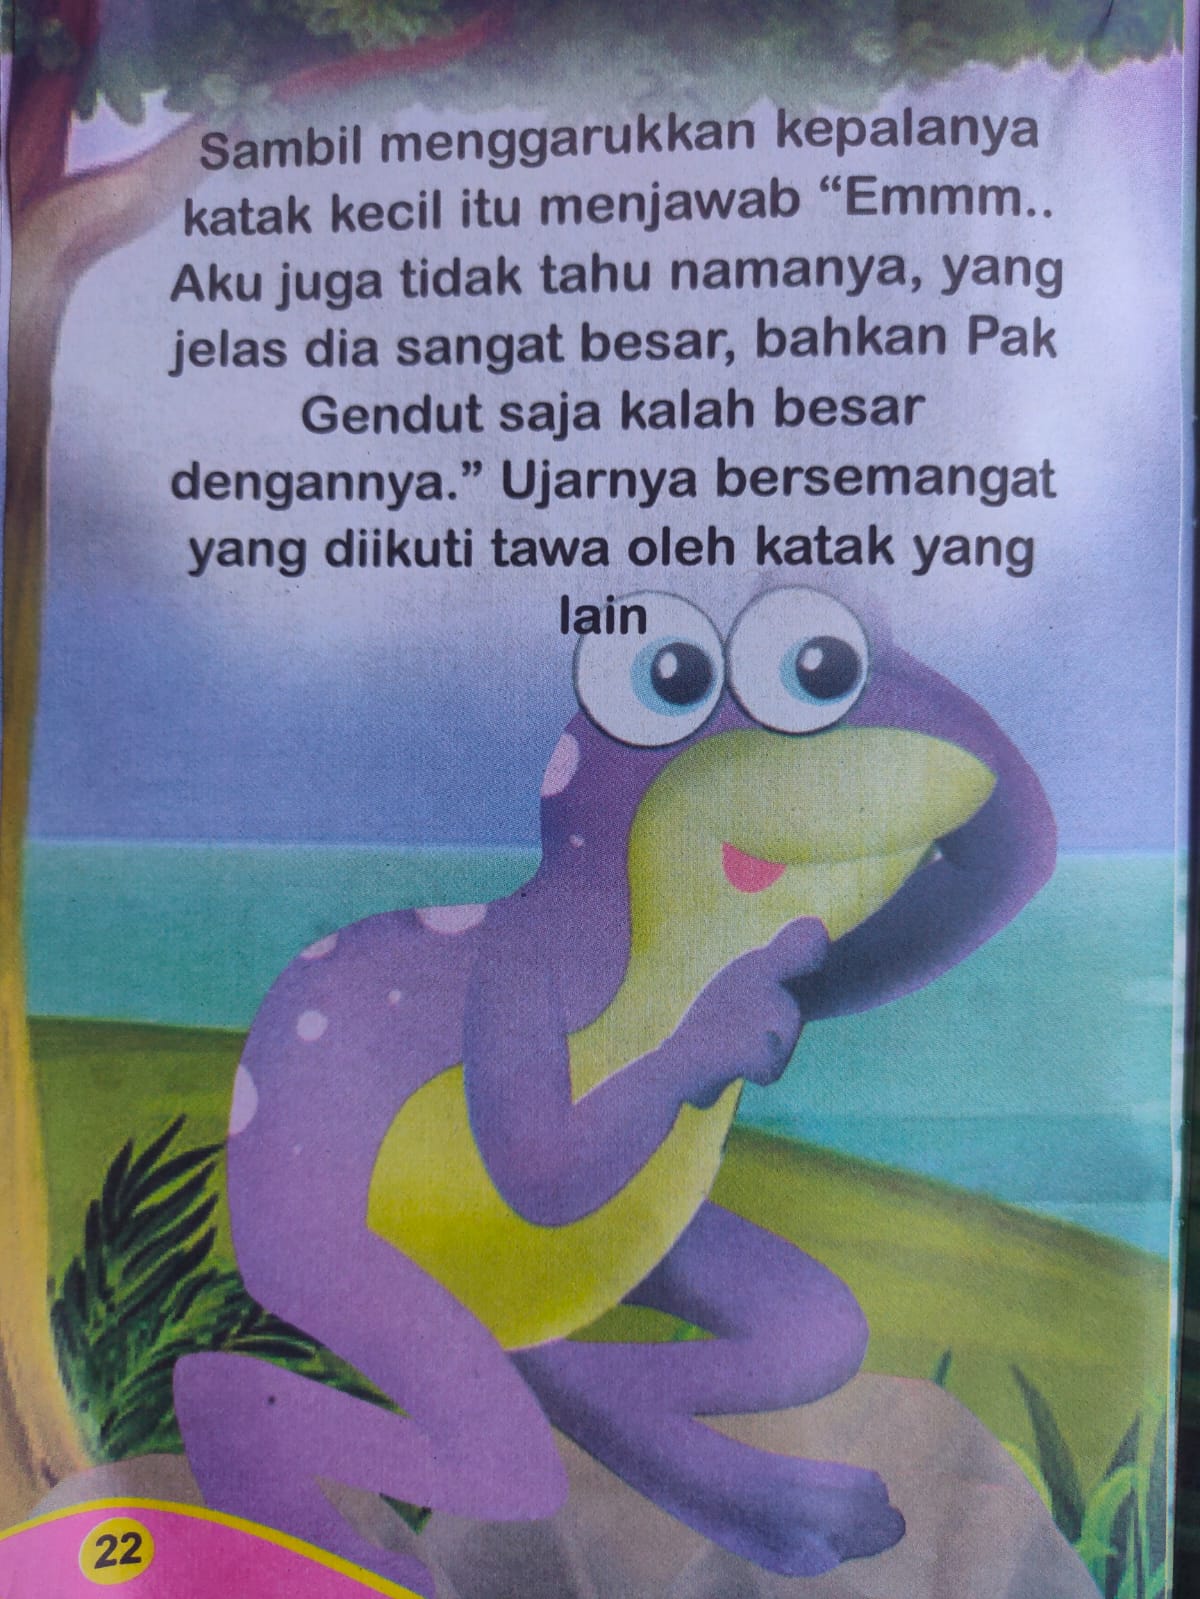 Sambil menggarukkan kepalanya
katak kecil itu menjawab “Emmm..
Aku juga tidak tahu namanya, yang
jelas dia sangat besar, bahkan Pak
Gendut saja kalah besar
dengannya.” Ujarnya bersemangat
yang diikuti tawa oleh katak yang
lain
22